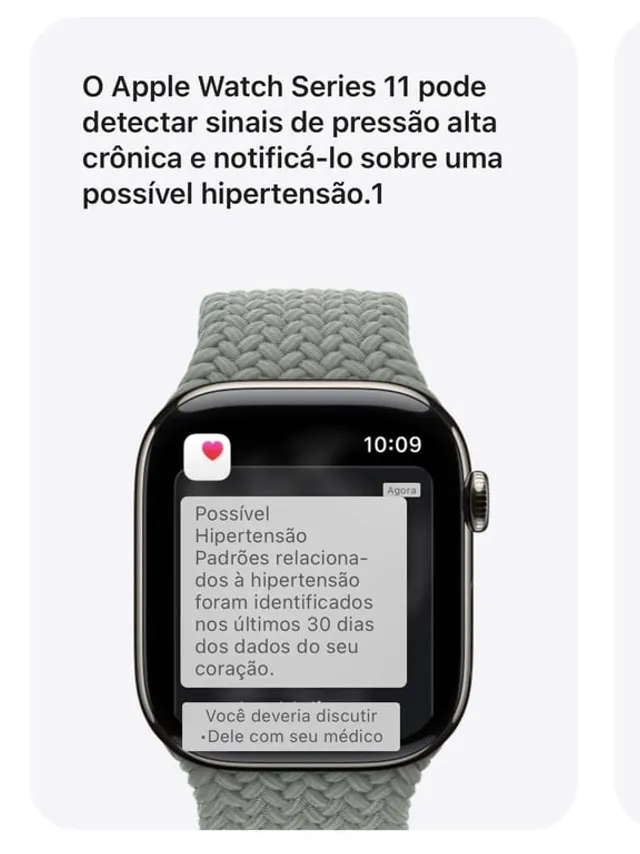 O Apple Watch Series 11 pode
detectar sinais de pressão alta
crônica e notificá-lo sobre uma
possível hipertensão.1
10:09
Agora
Possível
Hipertensão
Padrões relaciona-
dos à hipertensão
foram identificados
nos últimos 30 dias
dos dados do seu
coração.
Você deveria discutir
•Dele com seu médico